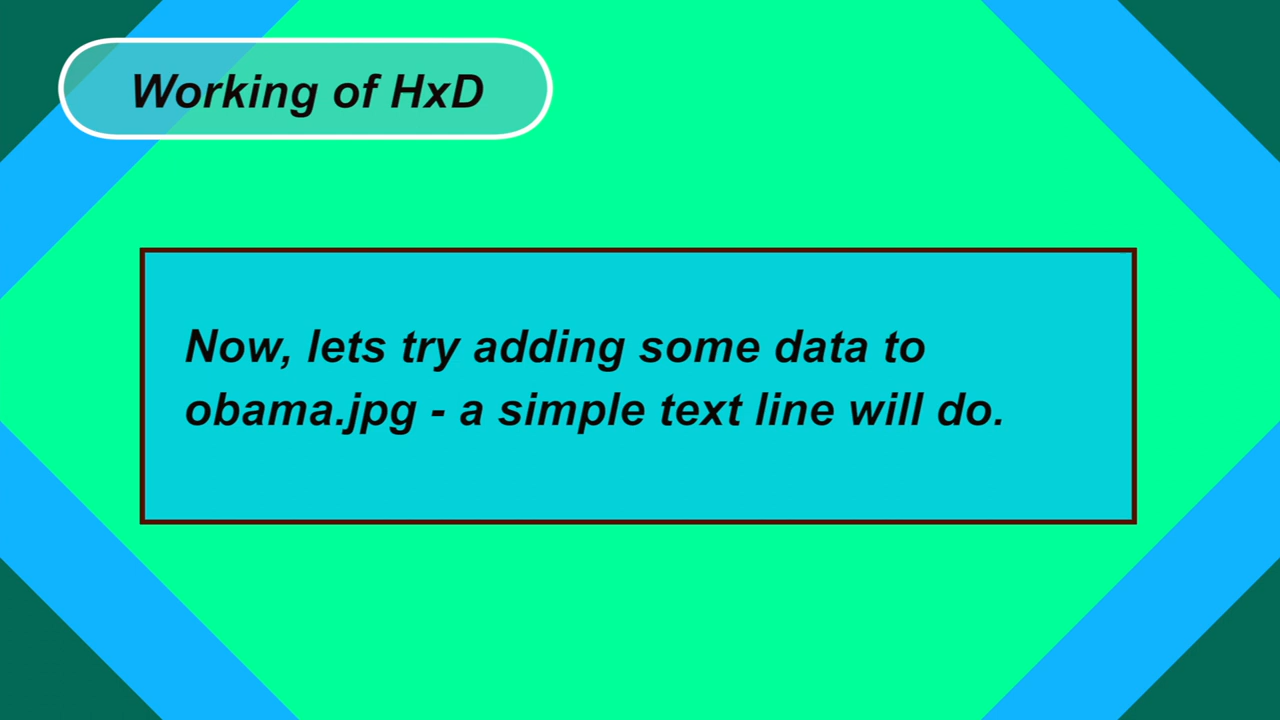 Working of HxD
Now, lets try adding some data to
obama.jpg - a simple text line will do.